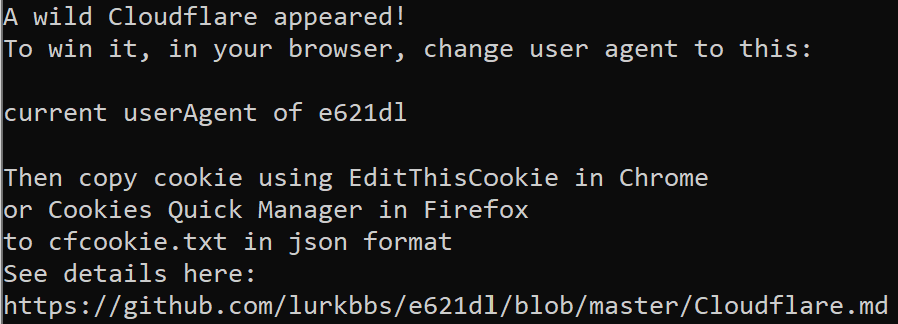 A wild Cloudflare appeared!
To win it, in your browser, change user agent to this:
current userAgent of e621dl
Then copy cookie using EditThisCookie in Chrome
or Cookies Quick Manager in Firefox
to cfcookie.txt in json format
See details here:
https://github.com/lurkbbs/e621dl/blob/master/Cloudflare.md